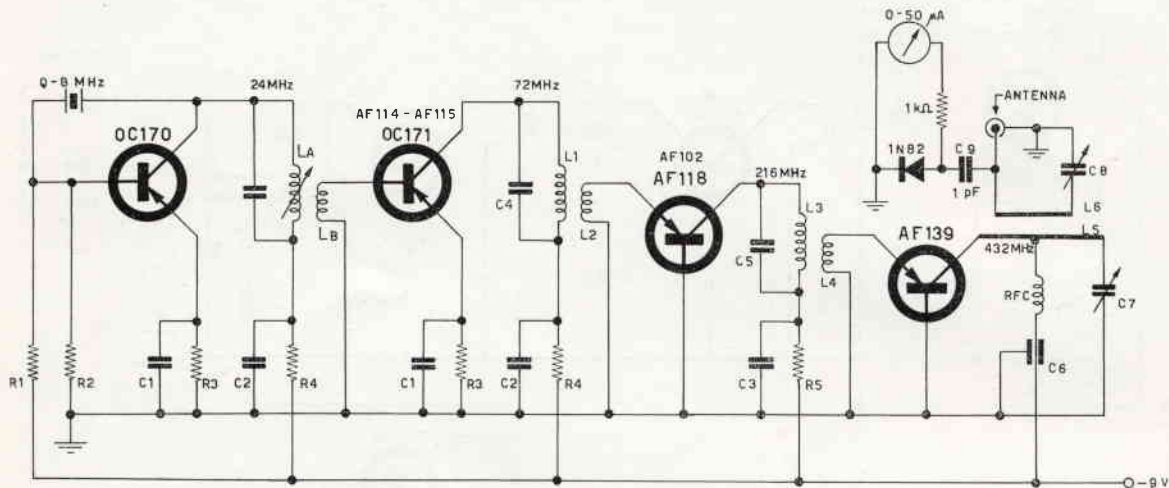 0-50 µA
Q-8 MHz
24MHz
72MHz
1kΩ
ANTENNA
OC170
AF114 - AF115
OC171
LA
LB
C4
L1
L2
AF102
AF118
216MHz
1N82
C9
1 pF
C8
L6
L5
L3
C5
L4
AF139
432MHz
RFC
C7
R1
R2
C1
R3
C2
R4
C1
R3
C2
R4
C3
R5
C6
-9V